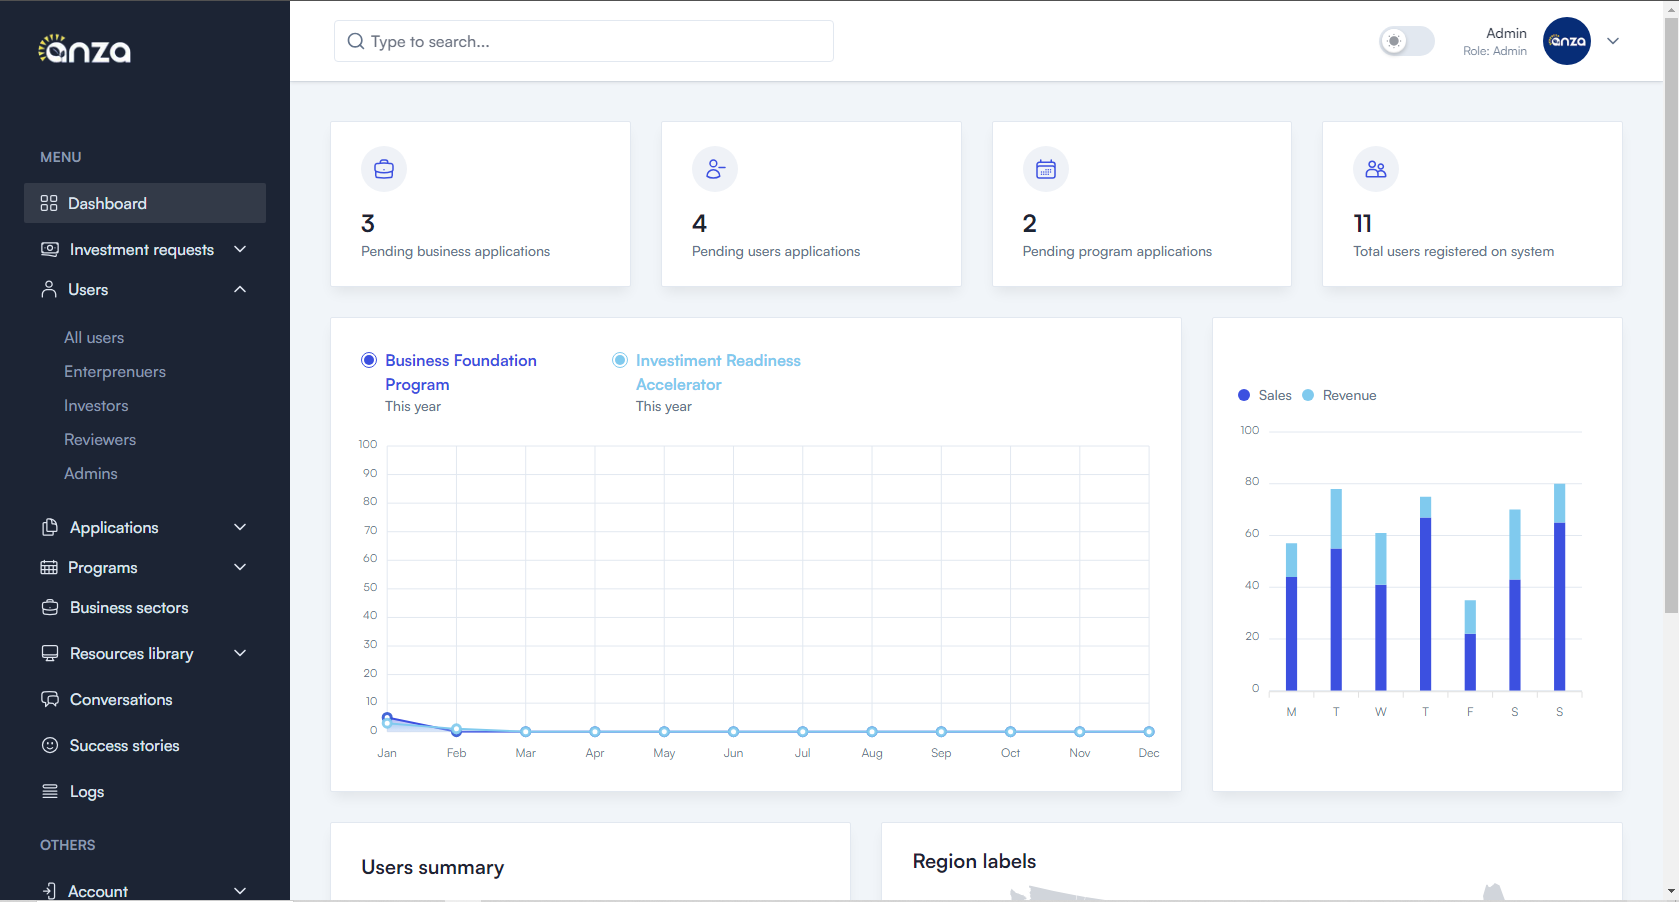 anza
Type to search...
Admin
Role: Admin
anza
MENU
Dashboard
Investment requests
Users
All users
Enterprenuers
Investors
Reviewers
Admins
Applications
Programs
Business sectors
Resources library
Conversations
Success stories
Logs
OTHERS
Account
3
Pending business applications
4
Pending users applications
2
Pending program applications
11
Total users registered on system
Business Foundation
Program
This year
Investiment Readiness
Accelerator
This year
100
90
80
70
60
50
40
30
20
10
0
Jan Feb Mar Apr May Jun Jul Aug Sep Oct Nov Dec
Sales Revenue
100
80
60
40
20
0
M T W T F S S
Users summary
Region labels